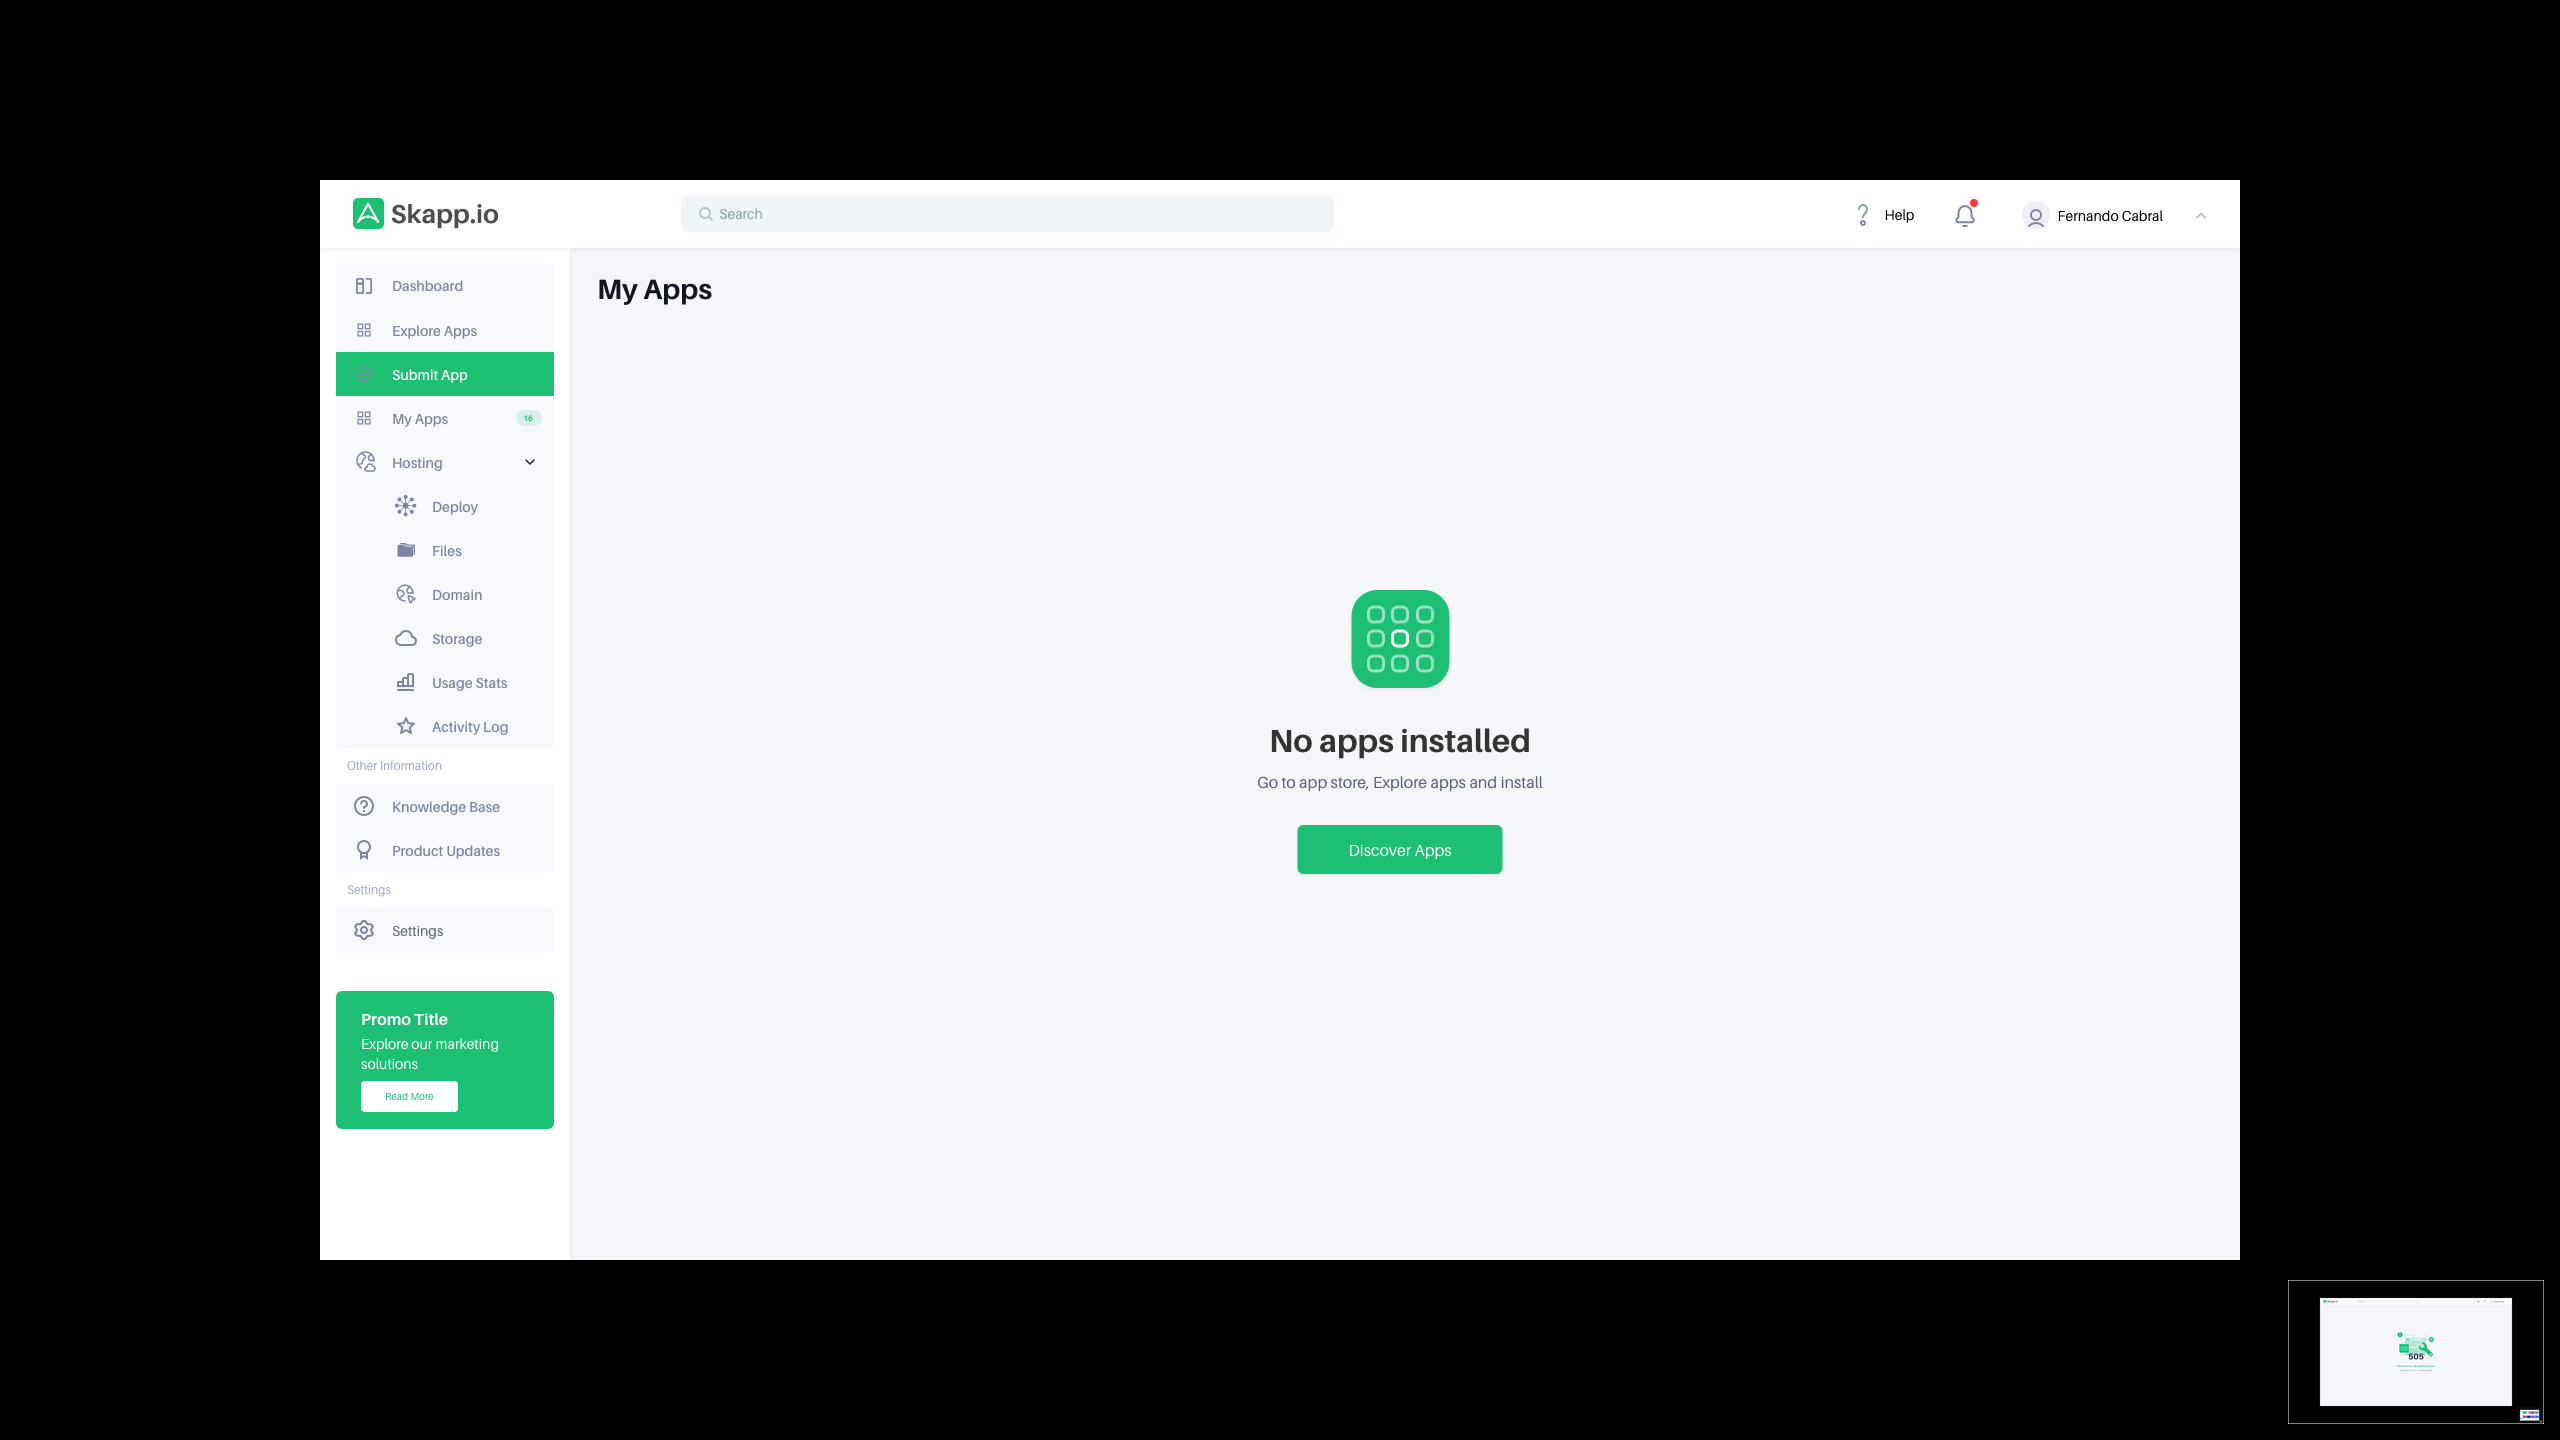 Skapp.io
Search
Help
Fernando Cabral
Dashboard
Explore Apps
Submit App
My Apps
16
Hosting
Deploy
Files
Domain
Storage
Usage Stats
Activity Log
Other Information
Knowledge Base
Product Updates
Settings
Settings
Promo Title
Explore our marketing
solutions
Read More
My Apps
No apps installed
Go to app store, Explore apps and install
Discover Apps
505